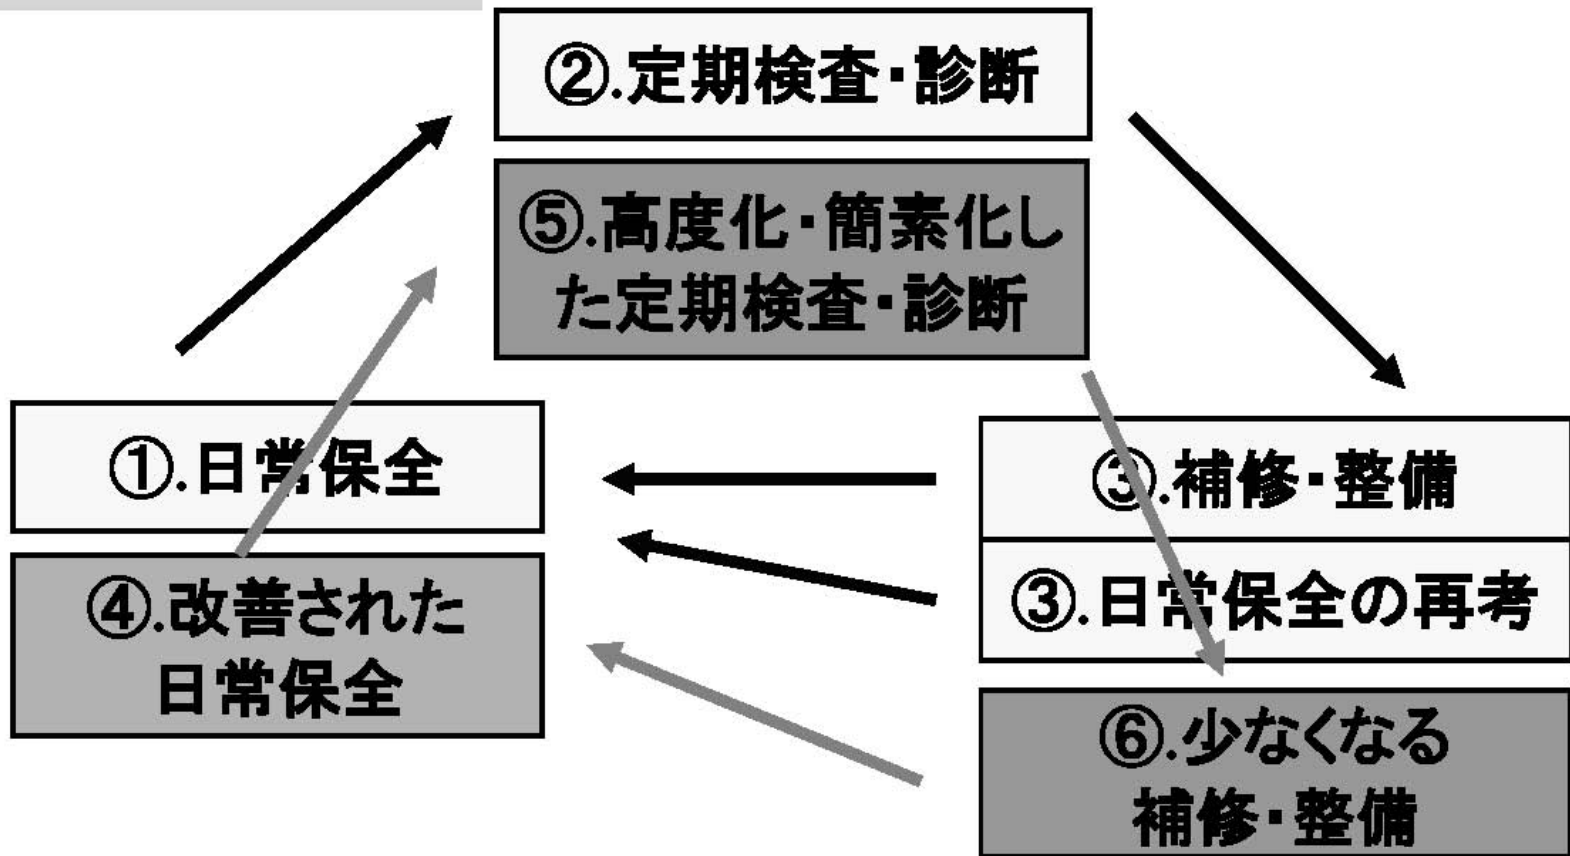 ②.定期検査・診断
⑤.高度化・簡素化し
た定期検査・診断
①.日常保全
④.改善された
日常保全
③.補修・整備
③.日常保全の再考
⑥.少なくなる
補修・整備